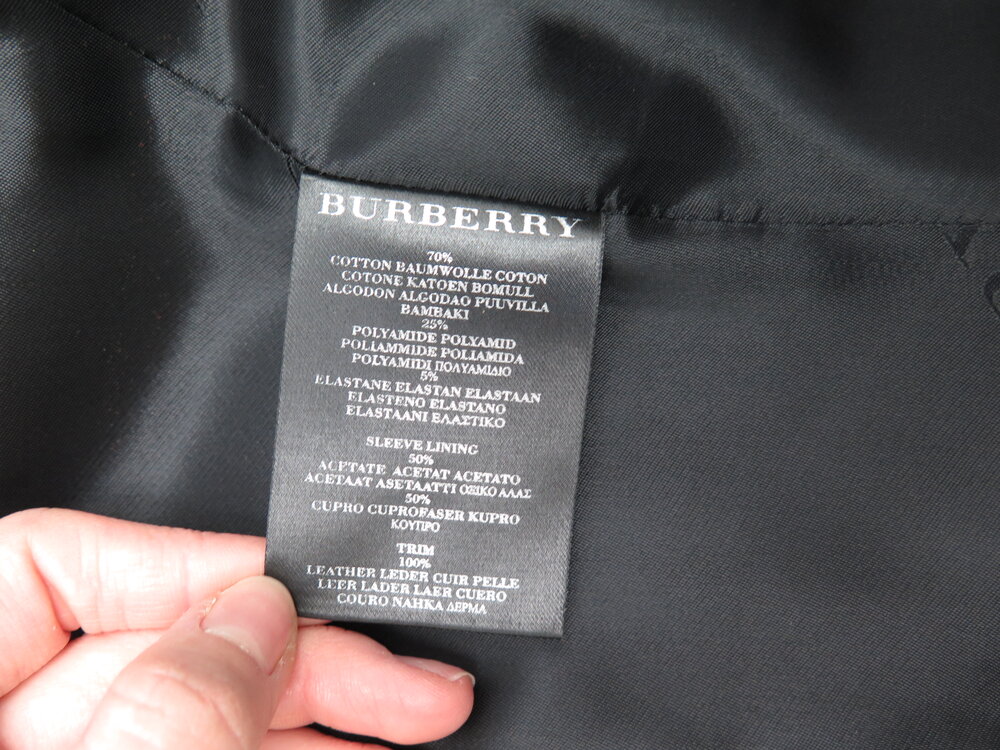 BURBERRY
70%
COTTON BAUMWOLLE COTON
COTONE KATOEN BOMULL
ALGODON ALGODAO PUUVILLA
BAMBAKI
25%
POLYAMIDE POLYAMID
POLIAMMIDE POLIAMIDA
POLYAMIDI ΠΟΛΥΑΜΙΔΙΟ
5%
ELASTANE ELASTAN ELASTAAN
ELASTENO ELASTANO
ELASTAANI ΕΛΑΣΤΙΚΟ
SLEEVE LINING
50%
ACETATE ACETAT ACETATO
ACETAAT ASETAATTI ΟΞΙΚΟ ΑΛΑΣ
50%
CUPRO CUPROFASER KUPRO
ΚΟΥΠΡΟ
TRIM
100%
LEATHER LEDER CUIR PELLE
LEER LADER LAER CUERO
COURO NAHKA ΔΕΡΜΑ